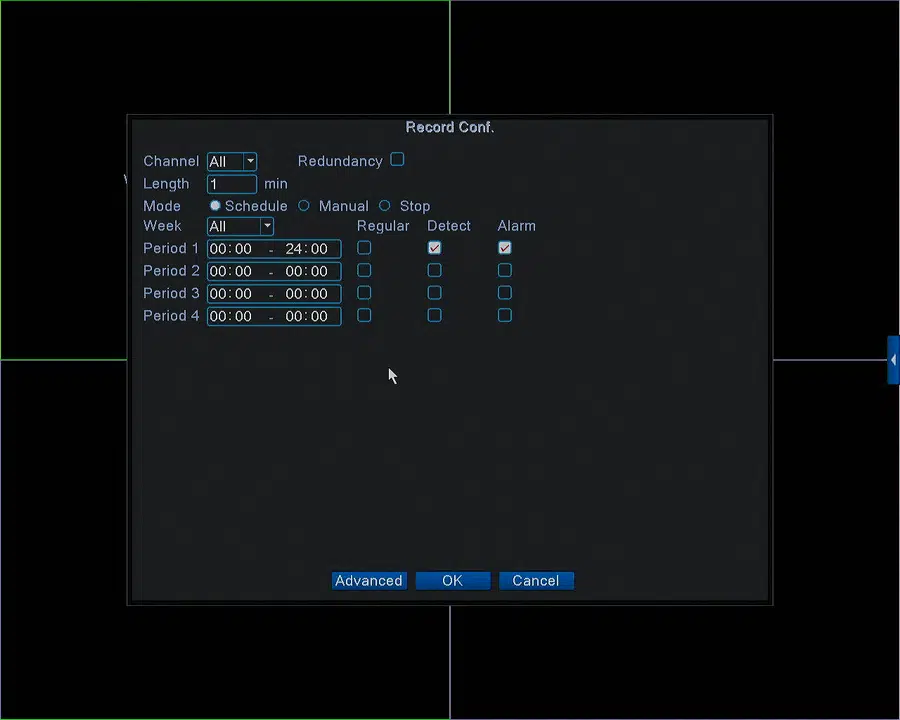 Record Conf.
Channel All Redundancy
Length 1 min
Mode Schedule Manual Stop
Week All Regular Detect Alarm
Period 1 00:00 - 24:00
Period 2 00:00 - 00:00
Period 3 00:00 - 00:00
Period 4 00:00 - 00:00
Advanced OK Cancel